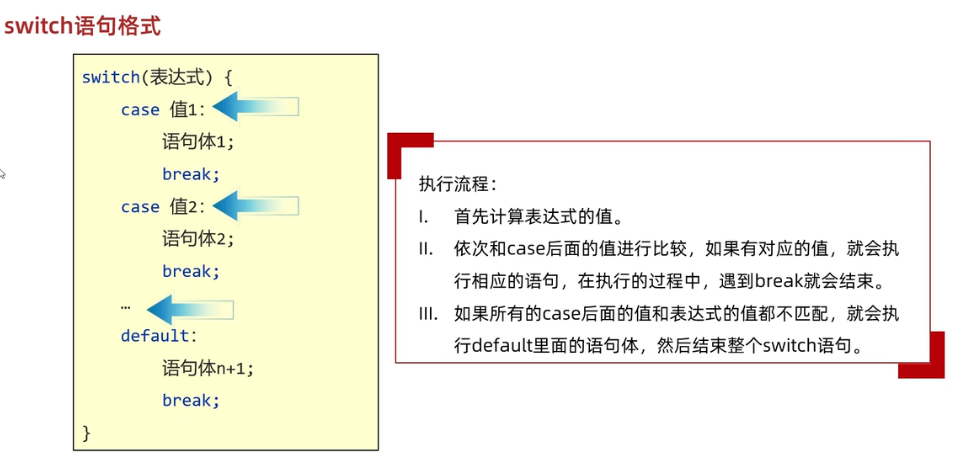 switch语句格式
switch(表达式) {
case 值1:
语句体1;
break;
case 值2:
语句体2;
break;
…
default:
语句体n+1;
break;
}
执行流程：
I. 首先计算表达式的值。
II. 依次和case后面的值进行比较，如果有对应的值，就会执
行相应的语句，在执行的过程中，遇到break就会结束。
III. 如果所有的case后面的值和表达式的值都不匹配，就会执
行default里面的语句体，然后结束整个switch语句。